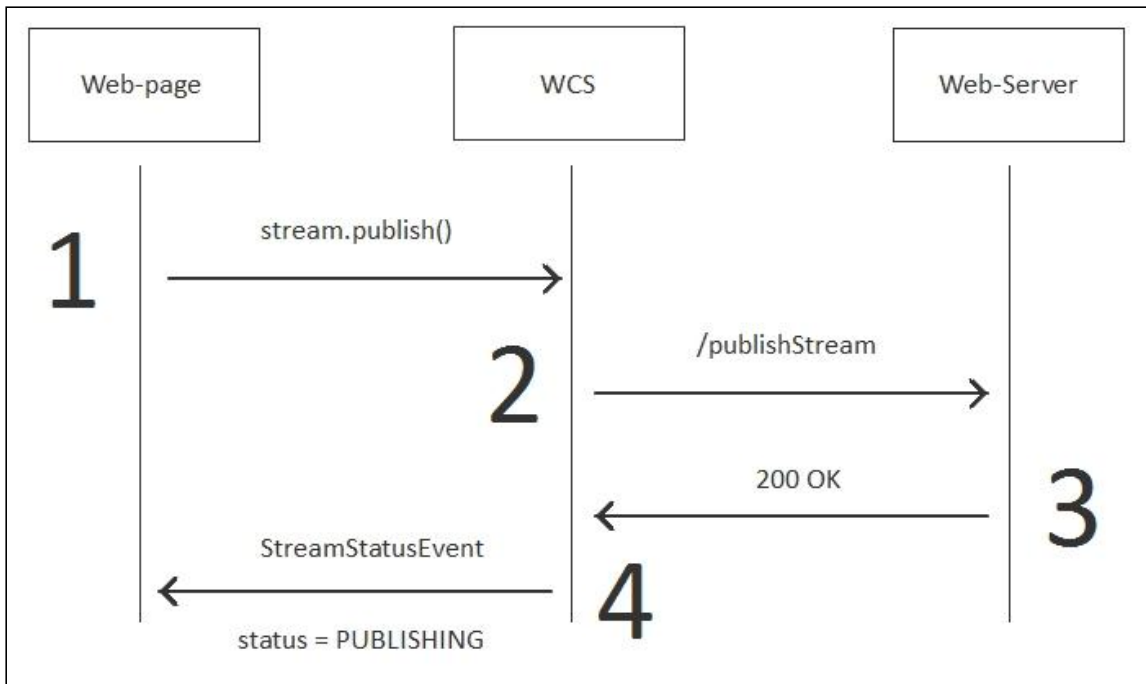 Web-page
WCS
Web-Server
1
stream.publish()
2
/publishStream
200 OK
3
StreamStatusEvent
4
status = PUBLISHING